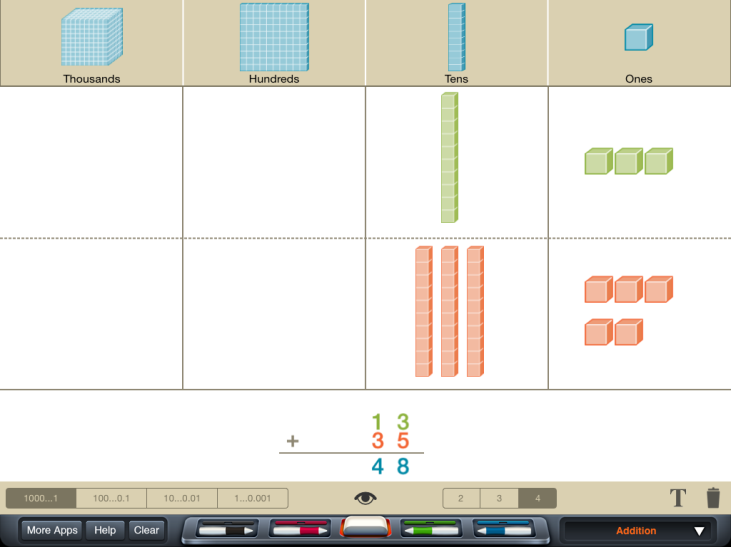 Thousands Hundreds Tens Ones
1 3
+ 3 5
4 8
1000...1 100...0.1 10...0.01 1...0.001 2 3 4 T
More Apps Help Clear Addition